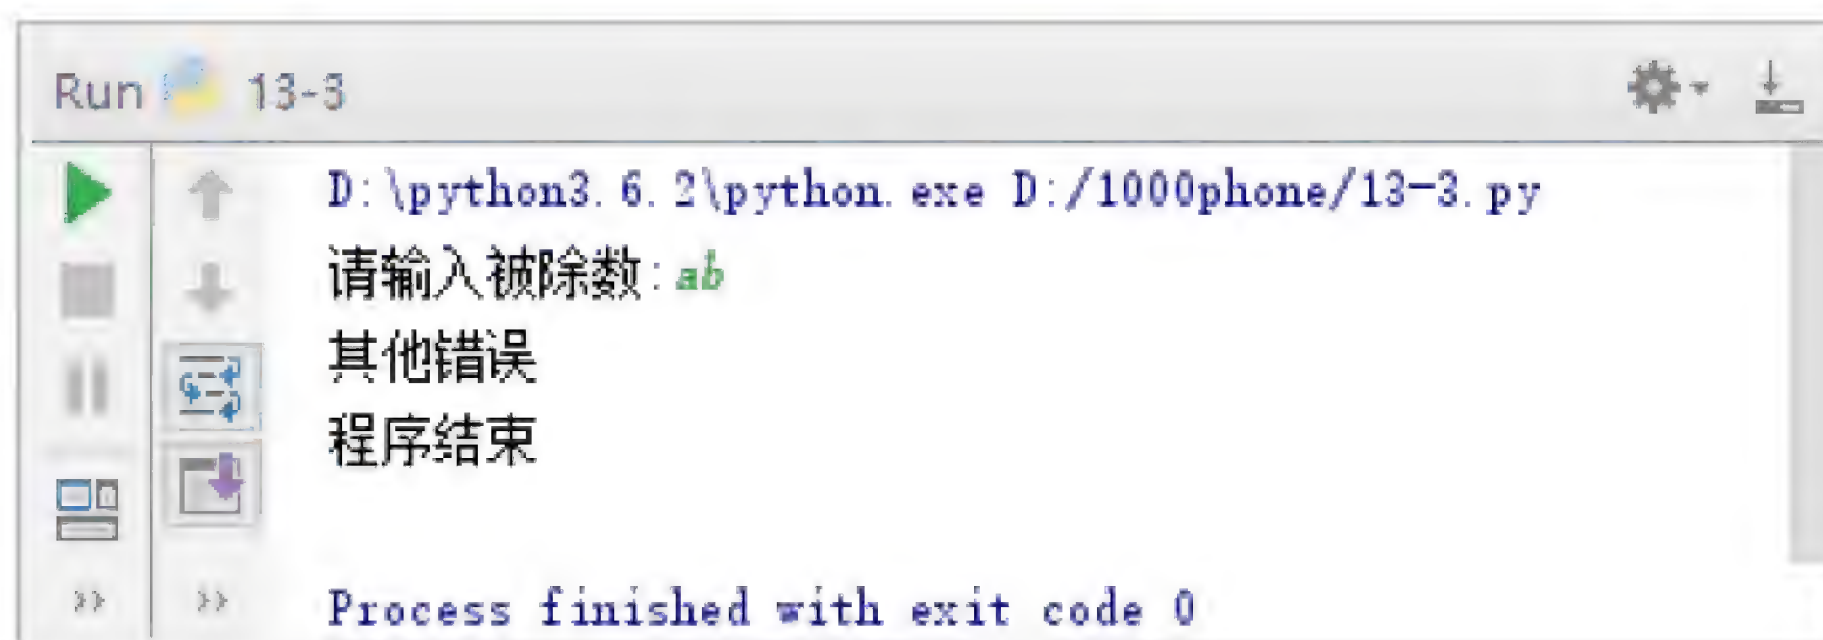 Run 13-3
D:\python3.6.2\python.exe D:/1000phone/13-3.py
请输入被除数:ab
其他错误
程序结束
Process finished with exit code 0